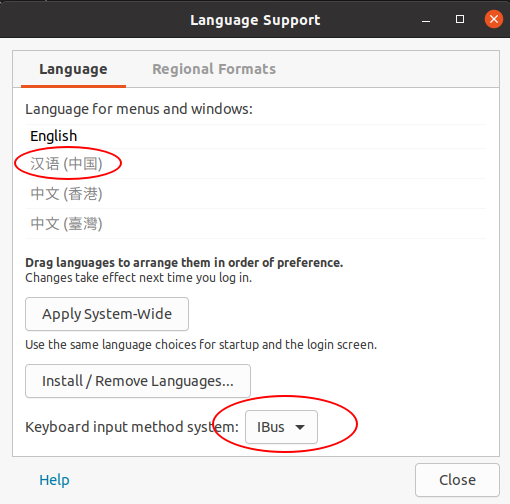 Language Support
Language Regional Formats
Language for menus and windows:
English
汉语 (中国)
中文 (香港)
中文 (臺灣)
Drag languages to arrange them in order of preference.
Changes take effect next time you log in.
Apply System-Wide
Use the same language choices for startup and the login screen.
Install / Remove Languages...
Keyboard input method system: IBus
Help Close